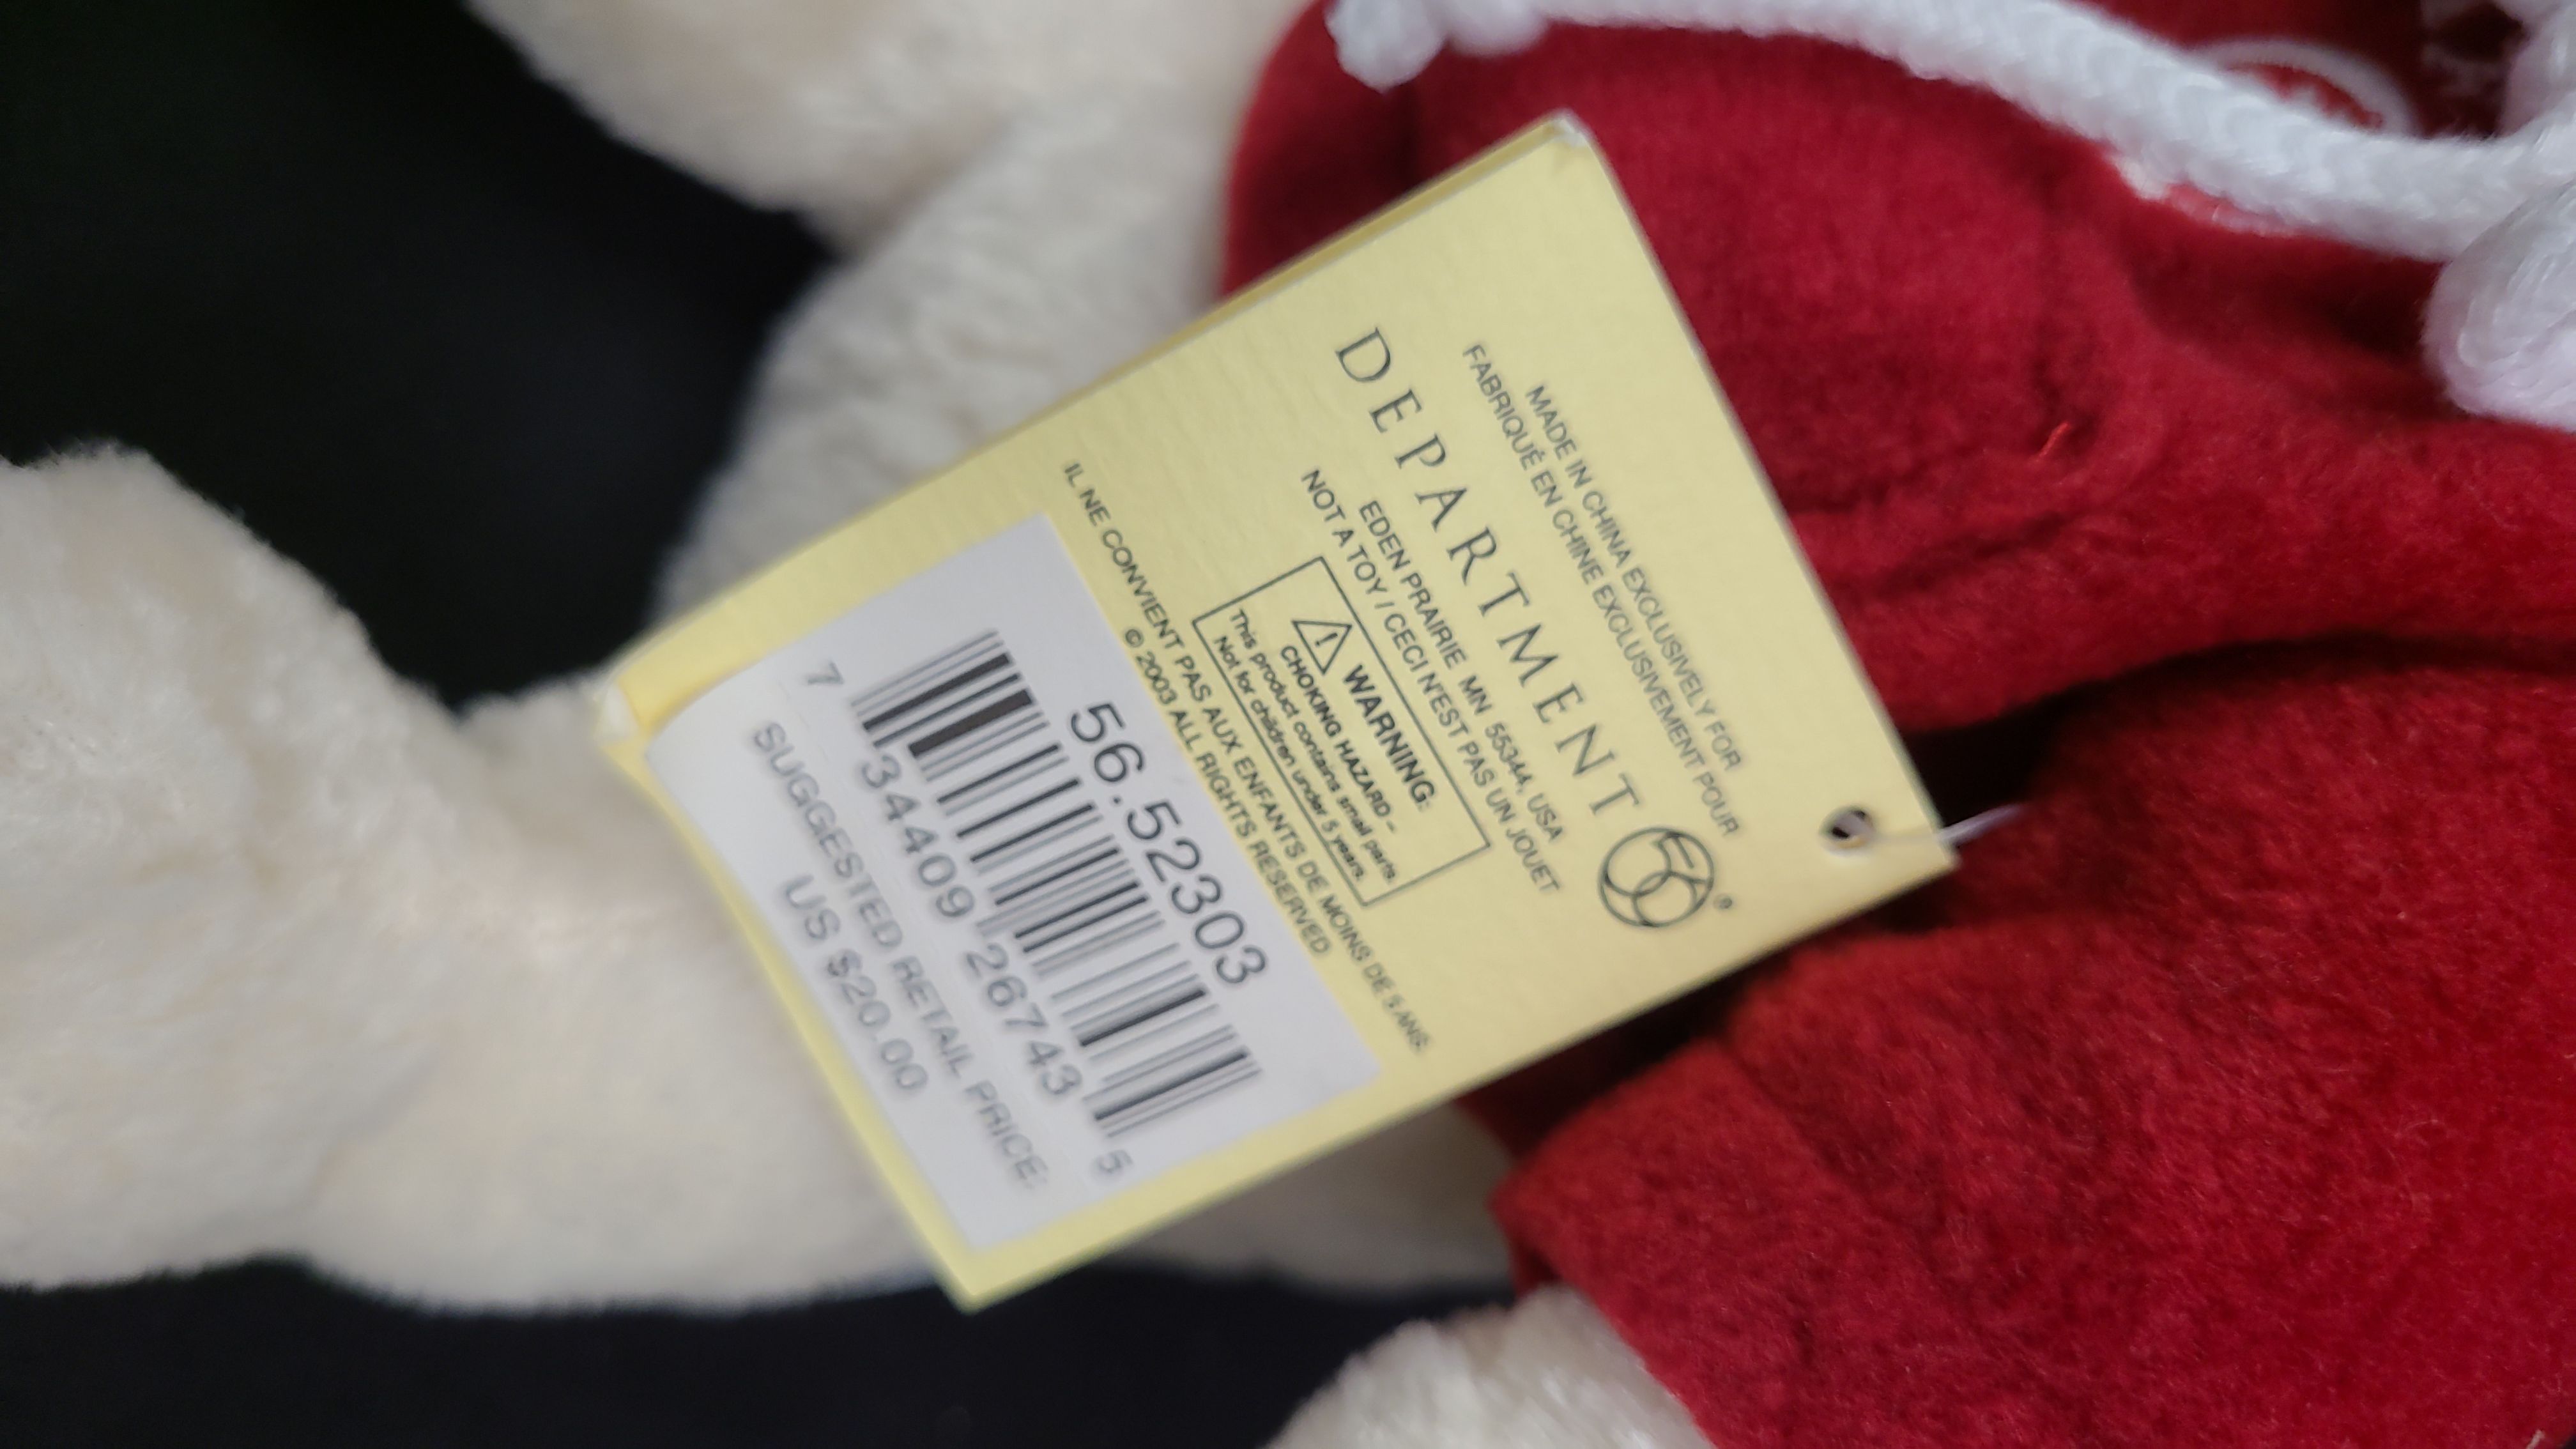 MADE IN CHINA EXCLUSIVELY FOR
FABRIQUÉ EN CHINE EXCLUSIVEMENT POUR
DEPARTMENT 56®
EDEN PRAIRIE MN 55344, USA
NOT A TOY / CECI N'EST PAS UN JOUET
WARNING:
CHOKING HAZARD –
This product contains small parts.
Not for children under 5 years.
IL NE CONVIENT PAS AUX ENFANTS DE MOINS DE 5 ANS.
© 2003 ALL RIGHTS RESERVED
56.52303
7 34409 26743 5
SUGGESTED RETAIL PRICE:
US $20.00